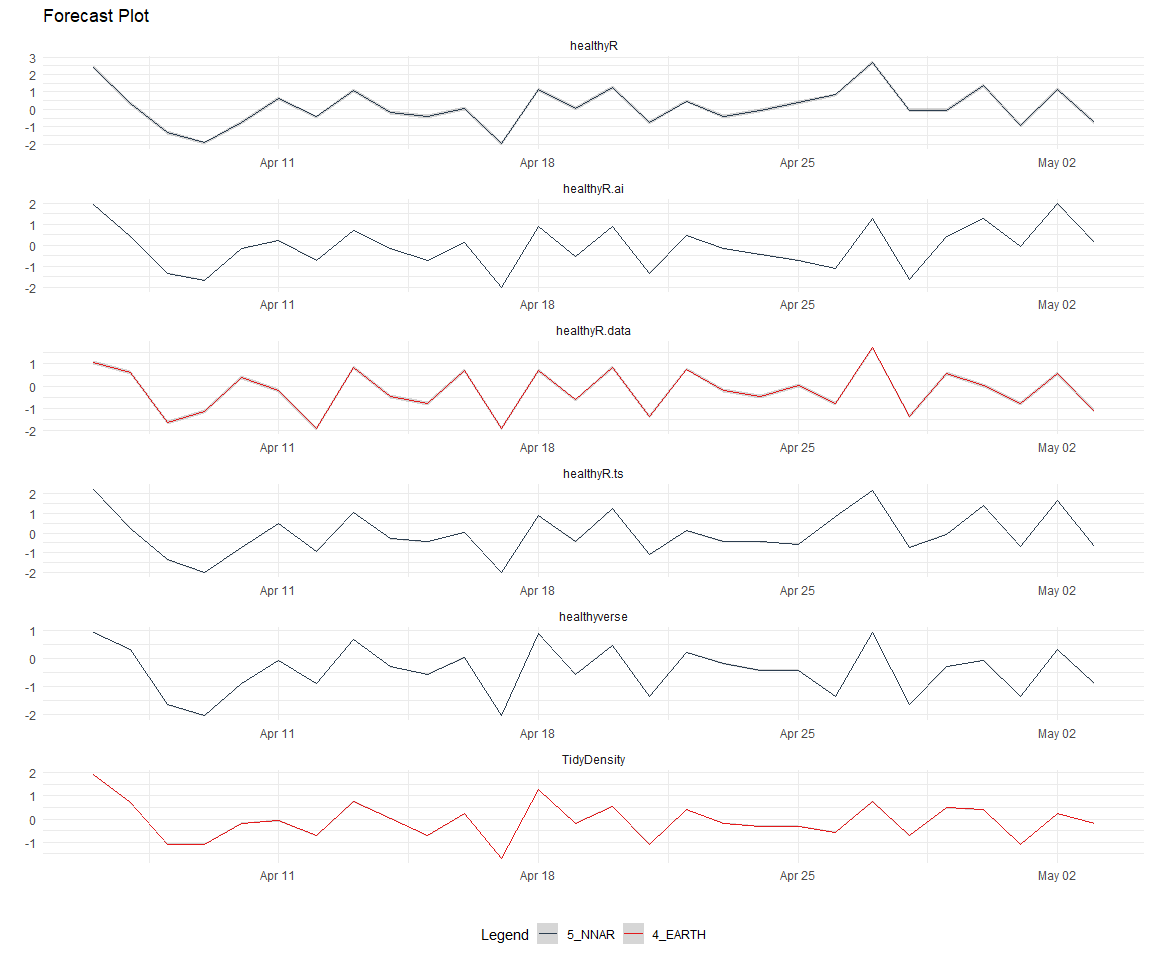 Forecast Plot
healthyR
3
2
1
0
-1
-2
Apr 11 Apr 18 Apr 25 May 02
healthyR.ai
2
1
0
-1
-2
Apr 11 Apr 18 Apr 25 May 02
healthyR.data
1
0
-1
-2
Apr 11 Apr 18 Apr 25 May 02
healthyR.ts
2
1
0
-1
-2
Apr 11 Apr 18 Apr 25 May 02
healthyverse
1
0
-1
-2
Apr 11 Apr 18 Apr 25 May 02
TidyDensity
2
1
0
-1
Apr 11 Apr 18 Apr 25 May 02
Legend 5_NNAR 4_EARTH